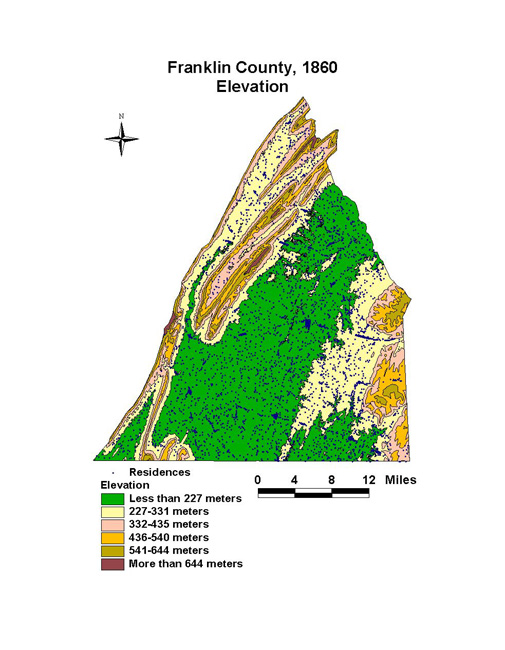 Franklin County, 1860
Elevation
N
Residences
Elevation
Less than 227 meters
227-331 meters
332-435 meters
436-540 meters
541-644 meters
More than 644 meters
0 4 8 12 Miles